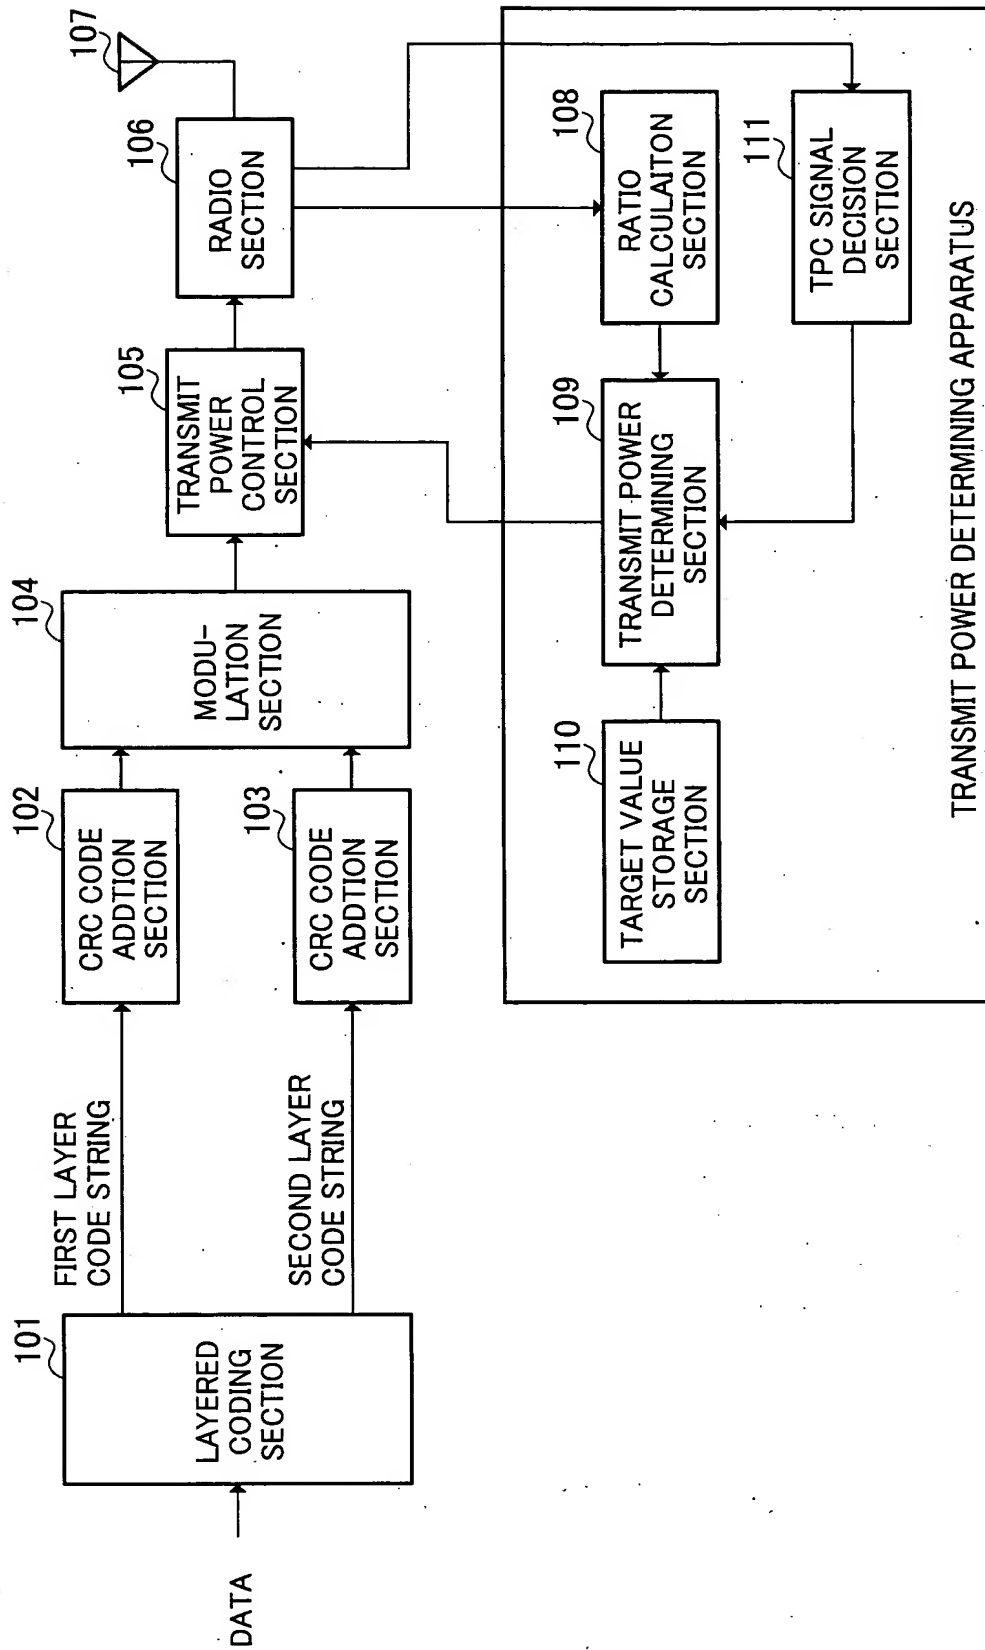 DATA
101
LAYERED
CODING
SECTION
FIRST LAYER
CODE STRING
SECOND LAYER
CODE STRING
102
CRC CODE
ADDTION
SECTION
103
CRC CODE
ADDTION
SECTION
104
MODU-
LATION
SECTION
105
TRANSMIT
POWER
CONTROL
SECTION
106
RADIO
SECTION
107
110
TARGET VALUE
STORAGE
SECTION
109
TRANSMIT POWER
DETERMINING
SECTION
108
RATIO
CALCULAITON
SECTION
111
TPC SIGNAL
DECISION
SECTION
TRANSMIT POWER DETERMINING APPARATUS